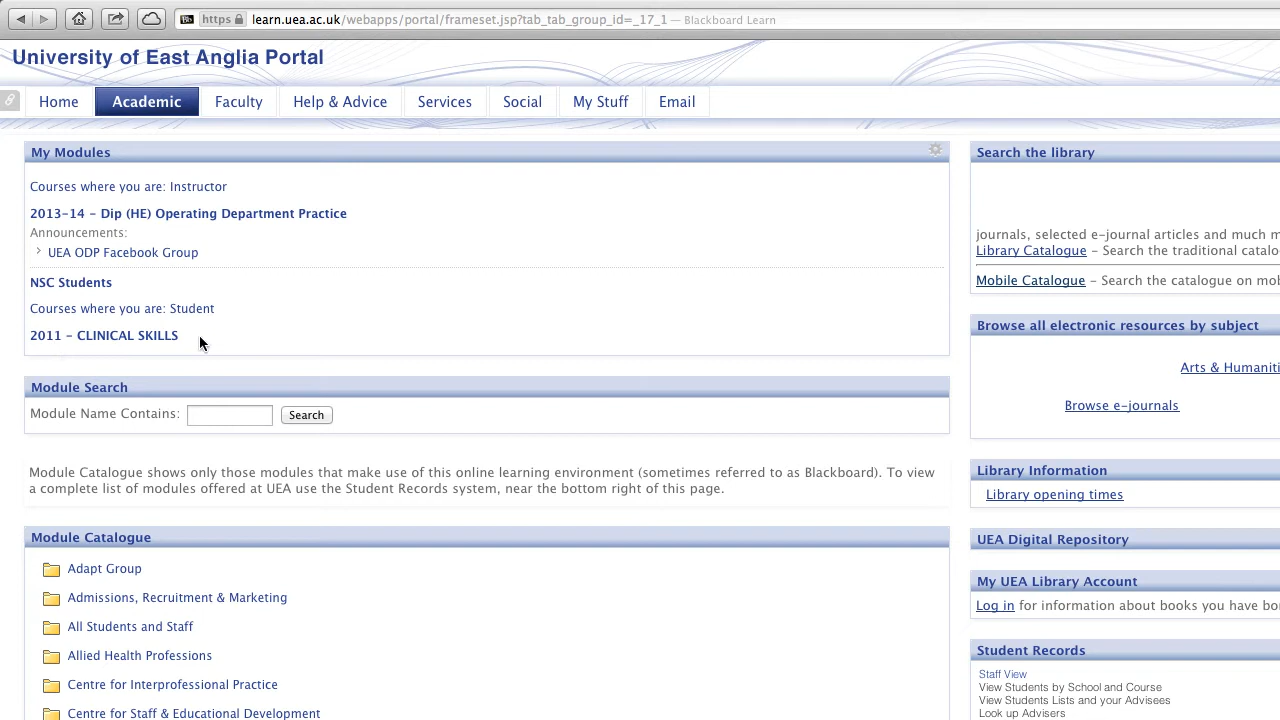 https learn.uea.ac.uk/webapps/portal/frameset.jsp?tab_tab_group_id=_17_1 — Blackboard Learn
University of East Anglia Portal
Home Academic Faculty Help & Advice Services Social My Stuff Email
My Modules
Courses where you are: Instructor
2013-14 - Dip (HE) Operating Department Practice
Announcements:
UEA ODP Facebook Group
NSC Students
Courses where you are: Student
2011 - CLINICAL SKILLS
Module Search
Module Name Contains: Search
Module Catalogue shows only those modules that make use of this online learning environment (sometimes referred to as Blackboard). To view
a complete list of modules offered at UEA use the Student Records system, near the bottom right of this page.
Module Catalogue
Adapt Group
Admissions, Recruitment & Marketing
All Students and Staff
Allied Health Professions
Centre for Interprofessional Practice
Centre for Staff & Educational Development
Search the library
journals, selected e-journal articles and much m
Library Catalogue - Search the traditional catalo
Mobile Catalogue - Search the catalogue on mob
Browse all electronic resources by subject
Arts & Humaniti
Browse e-journals
Library Information
Library opening times
UEA Digital Repository
My UEA Library Account
Log in for information about books you have bor
Student Records
Staff View
View Students by School and Course
View Students Lists and your Advisees
Look up Advisers